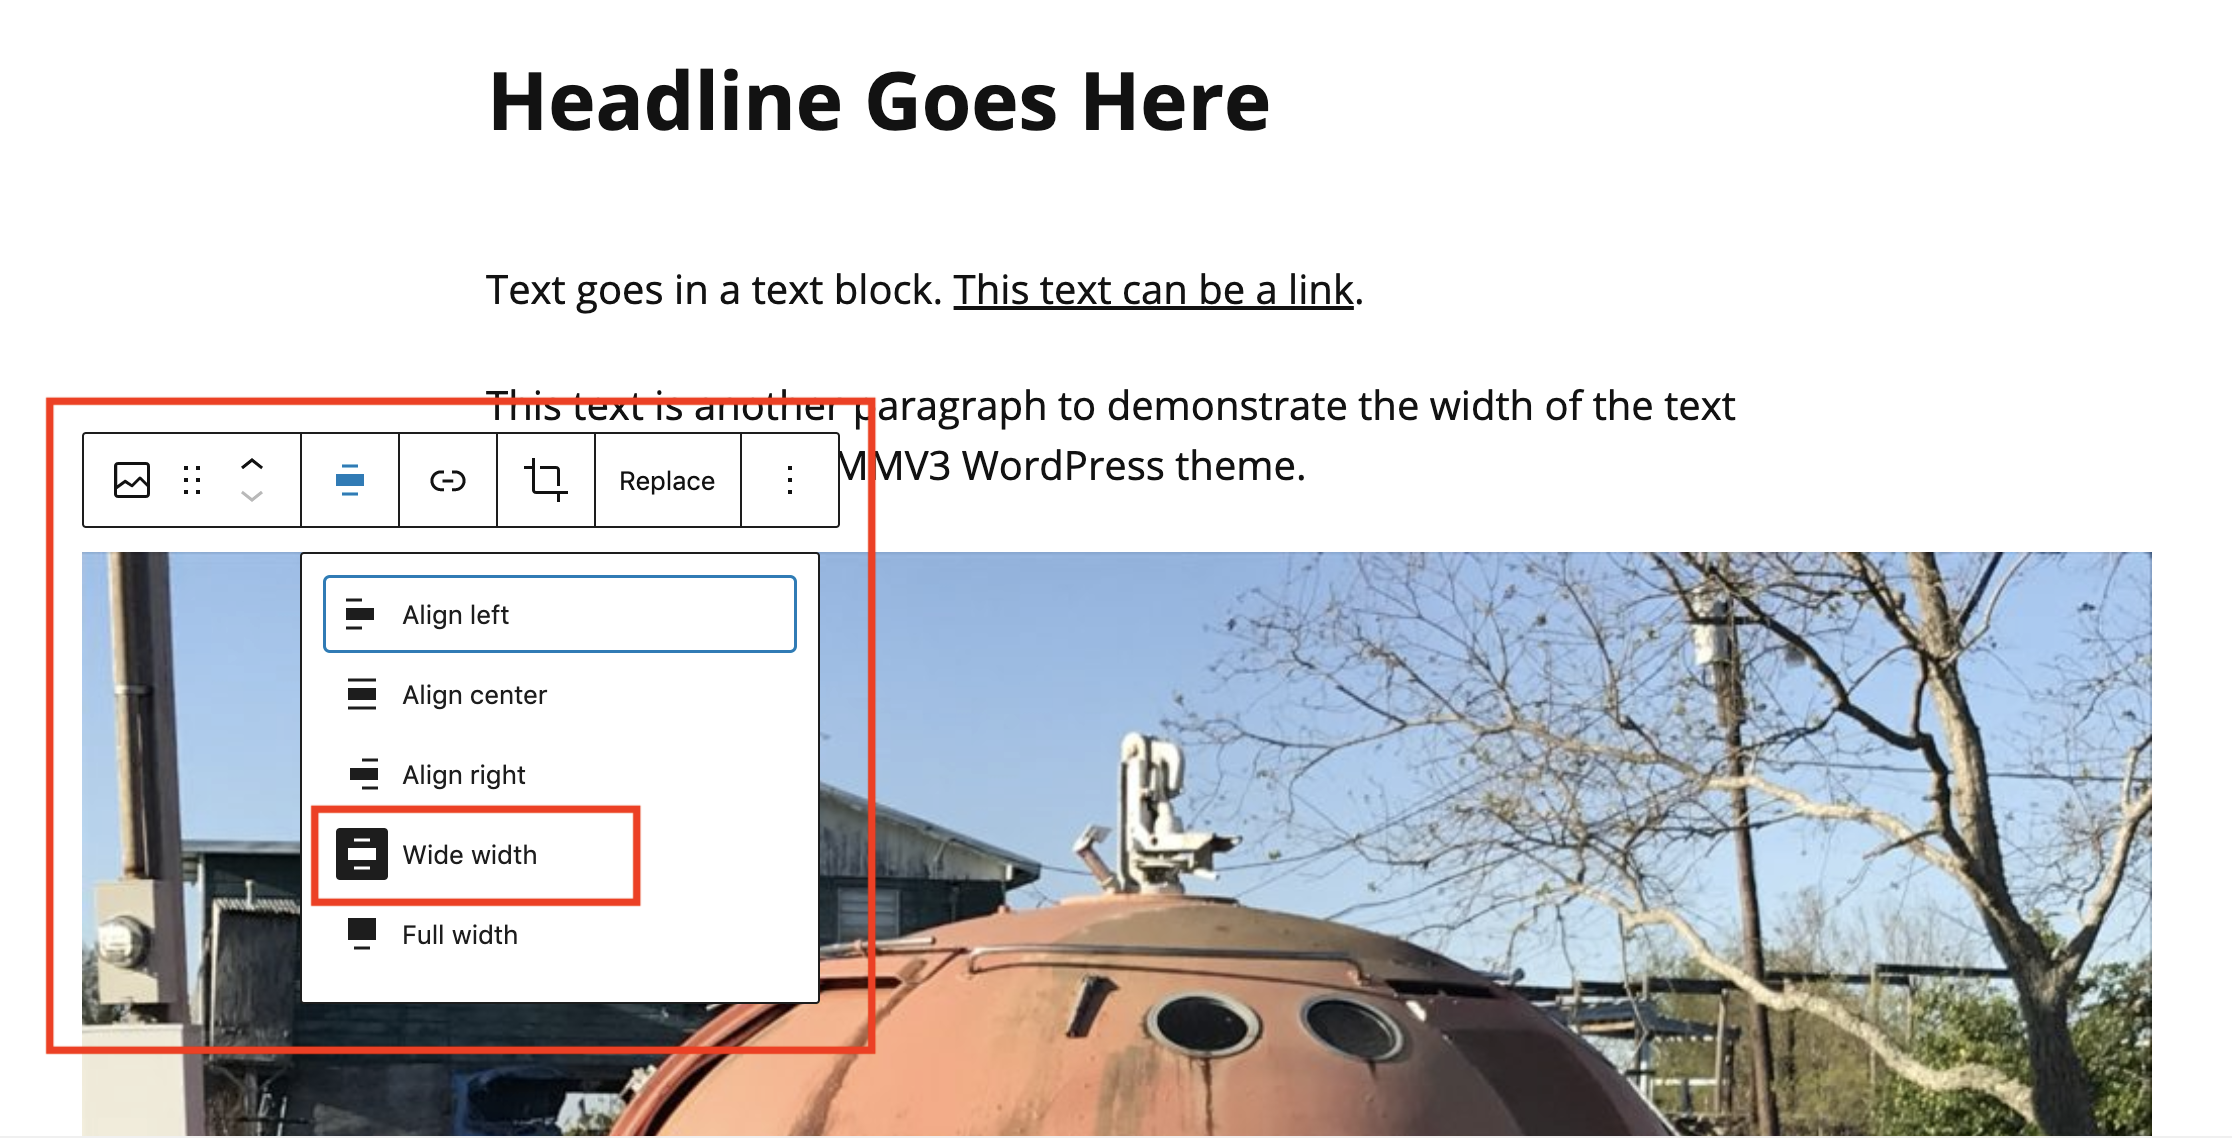 Headline Goes Here
Text goes in a text block. This text can be a link.
This text is another paragraph to demonstrate the width of the text
MMV3 WordPress theme.
Replace
Align left
Align center
Align right
Wide width
Full width